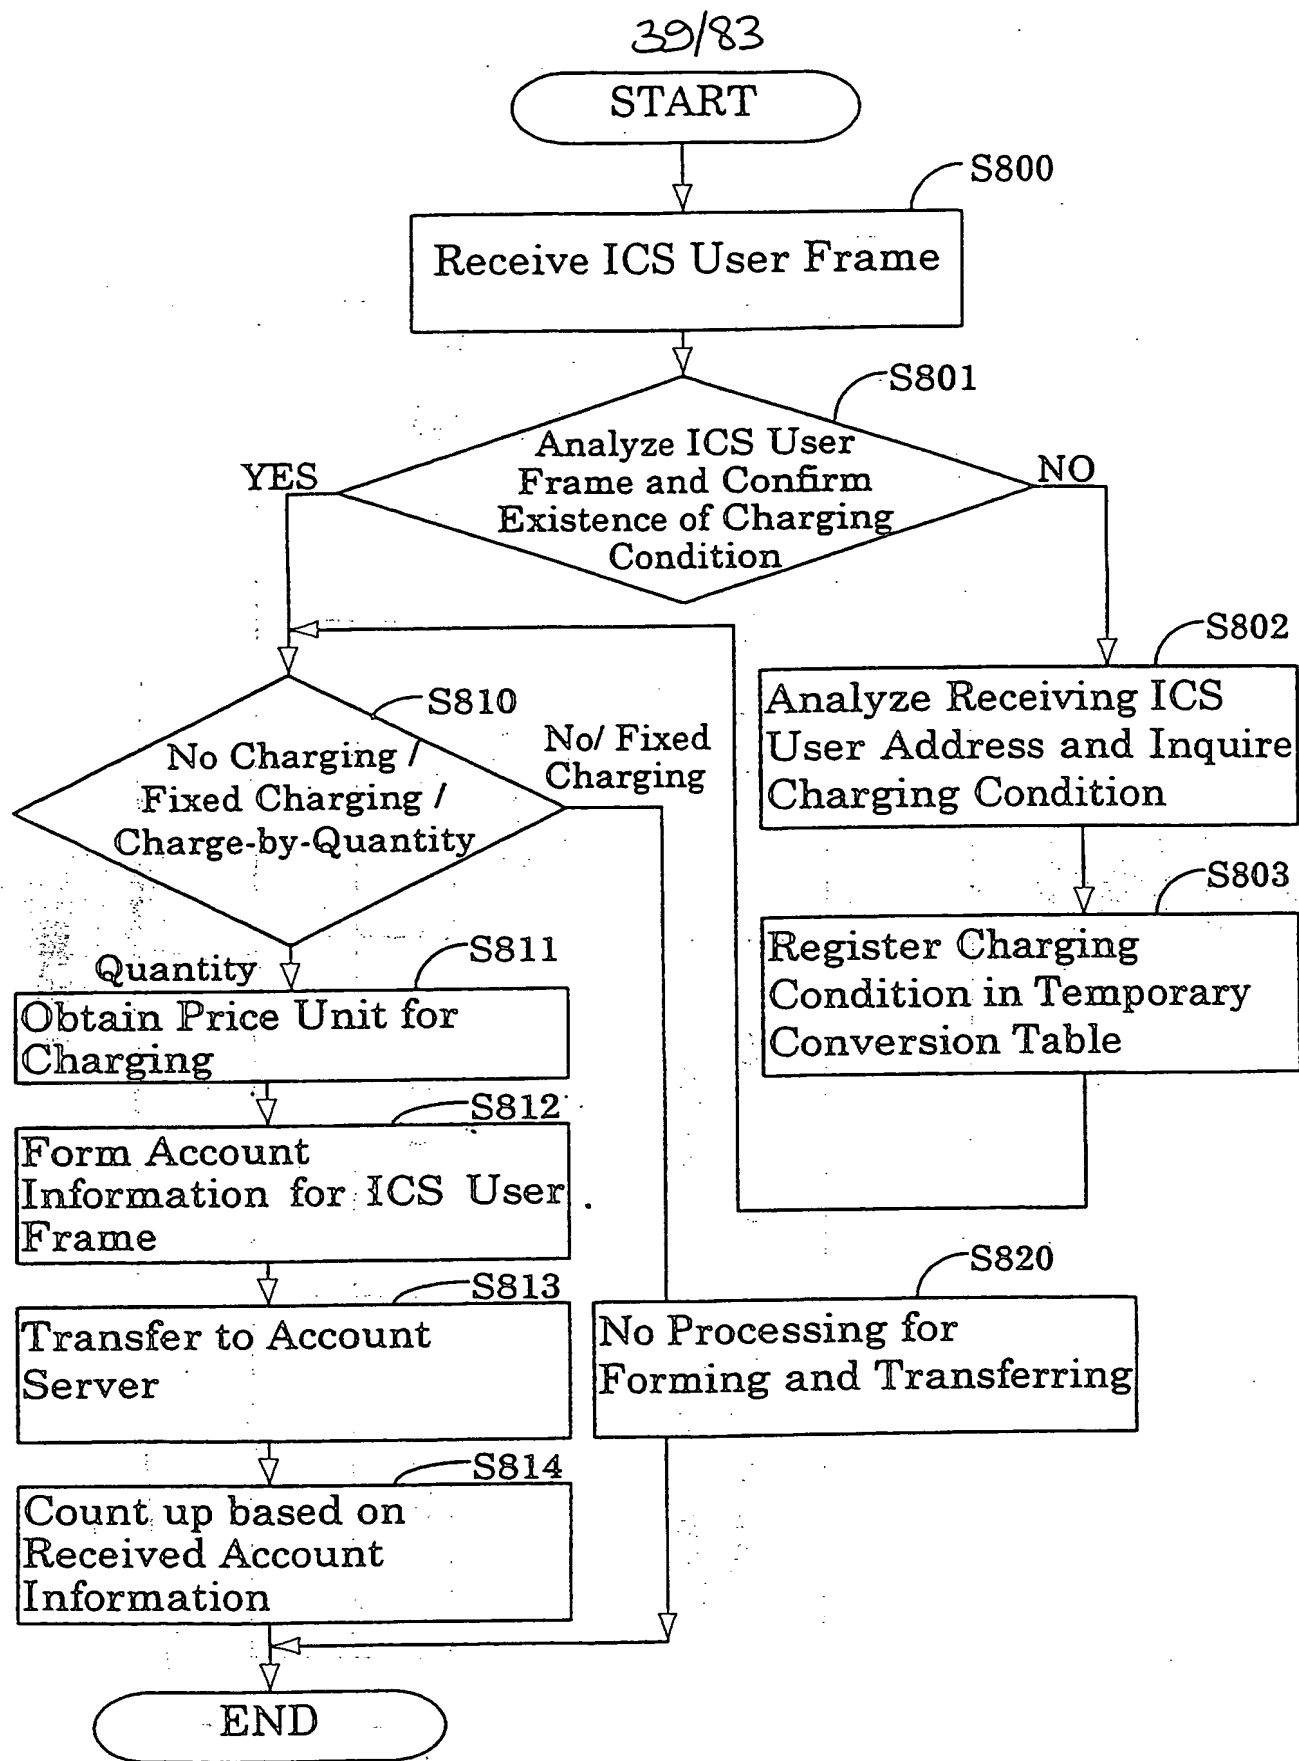 39/83
START
S800
Receive ICS User Frame
S801
Analyze ICS User
Frame and Confirm
Existence of Charging
Condition
YES
NO
S802
Analyze Receiving ICS
User Address and Inquire
Charging Condition
S803
Register Charging
Condition in Temporary
Conversion Table
S810
No Charging /
Fixed Charging /
Charge-by-Quantity
No/ Fixed
Charging
Quantity
S811
Obtain Price Unit for
Charging
S812
Form Account
Information for ICS User
Frame
S813
Transfer to Account
Server
S820
No Processing for
Forming and Transferring
S814
Count up based on
Received Account
Information
END